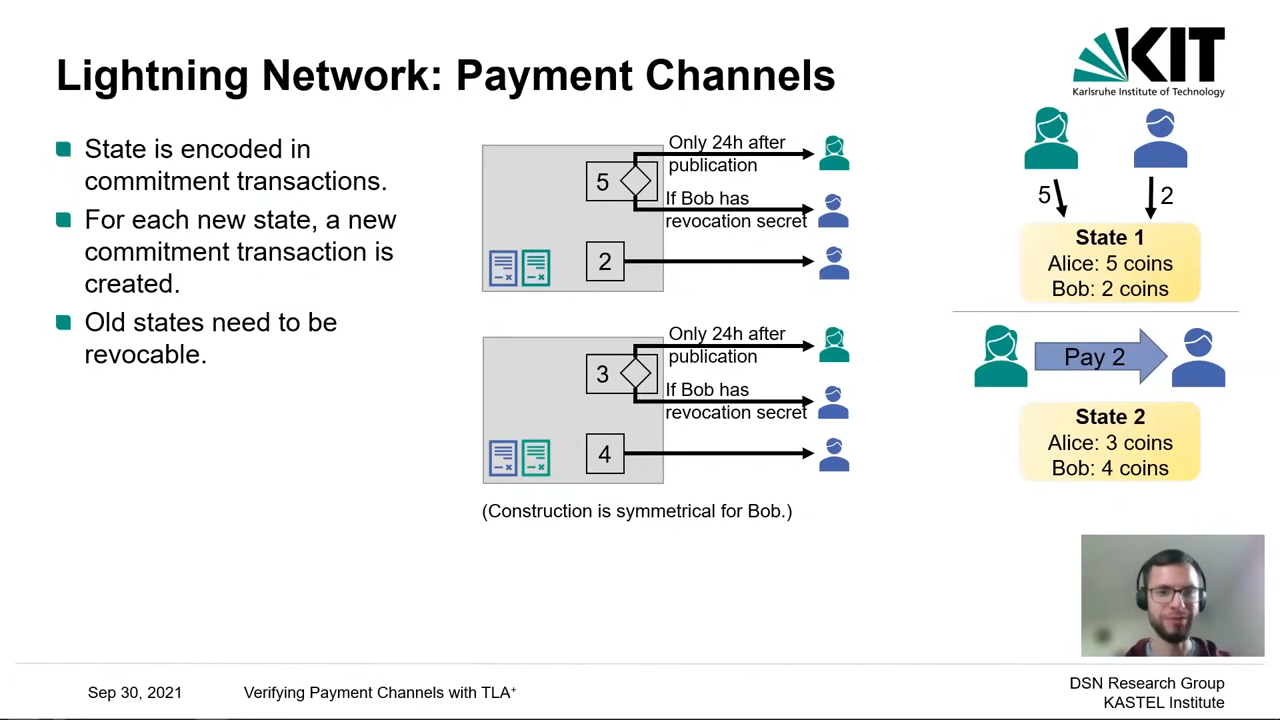 Lightning Network: Payment Channels
KIT
Karlsruhe Institute of Technology
State is encoded in
commitment transactions.
For each new state, a new
commitment transaction is
created.
Old states need to be
revocable.
Only 24h after
publication
5
If Bob has
revocation secret
2
Only 24h after
publication
3
If Bob has
revocation secret
4
(Construction is symmetrical for Bob.)
5
2
State 1
Alice: 5 coins
Bob: 2 coins
Pay 2
State 2
Alice: 3 coins
Bob: 4 coins
Sep 30, 2021
Verifying Payment Channels with TLA⁺
DSN Research Group
KASTEL Institute